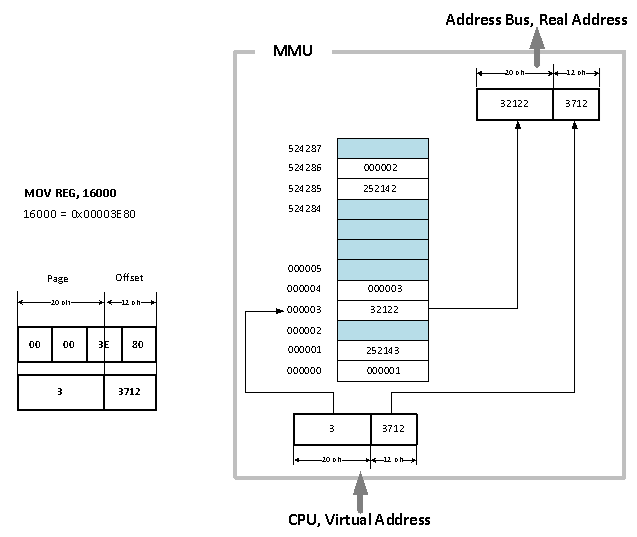 Address Bus, Real Address
MMU
20 bit
12 bit
32122
3712
524287
524286
000002
524285
252142
524284
MOV REG, 16000
16000 = 0x00003E80
000005
Page
Offset
000004
000003
20 bit
12 bit
000003
32122
000002
00
00
3E
80
000001
252143
000000
000001
3
3712
3
3712
20 bit
12 bit
CPU, Virtual Address